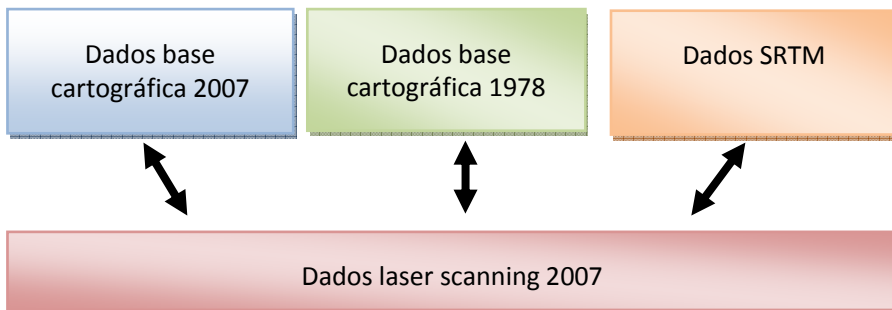 Dados base
cartográfica 2007
Dados base
cartográfica 1978
Dados SRTM
Dados laser scanning 2007